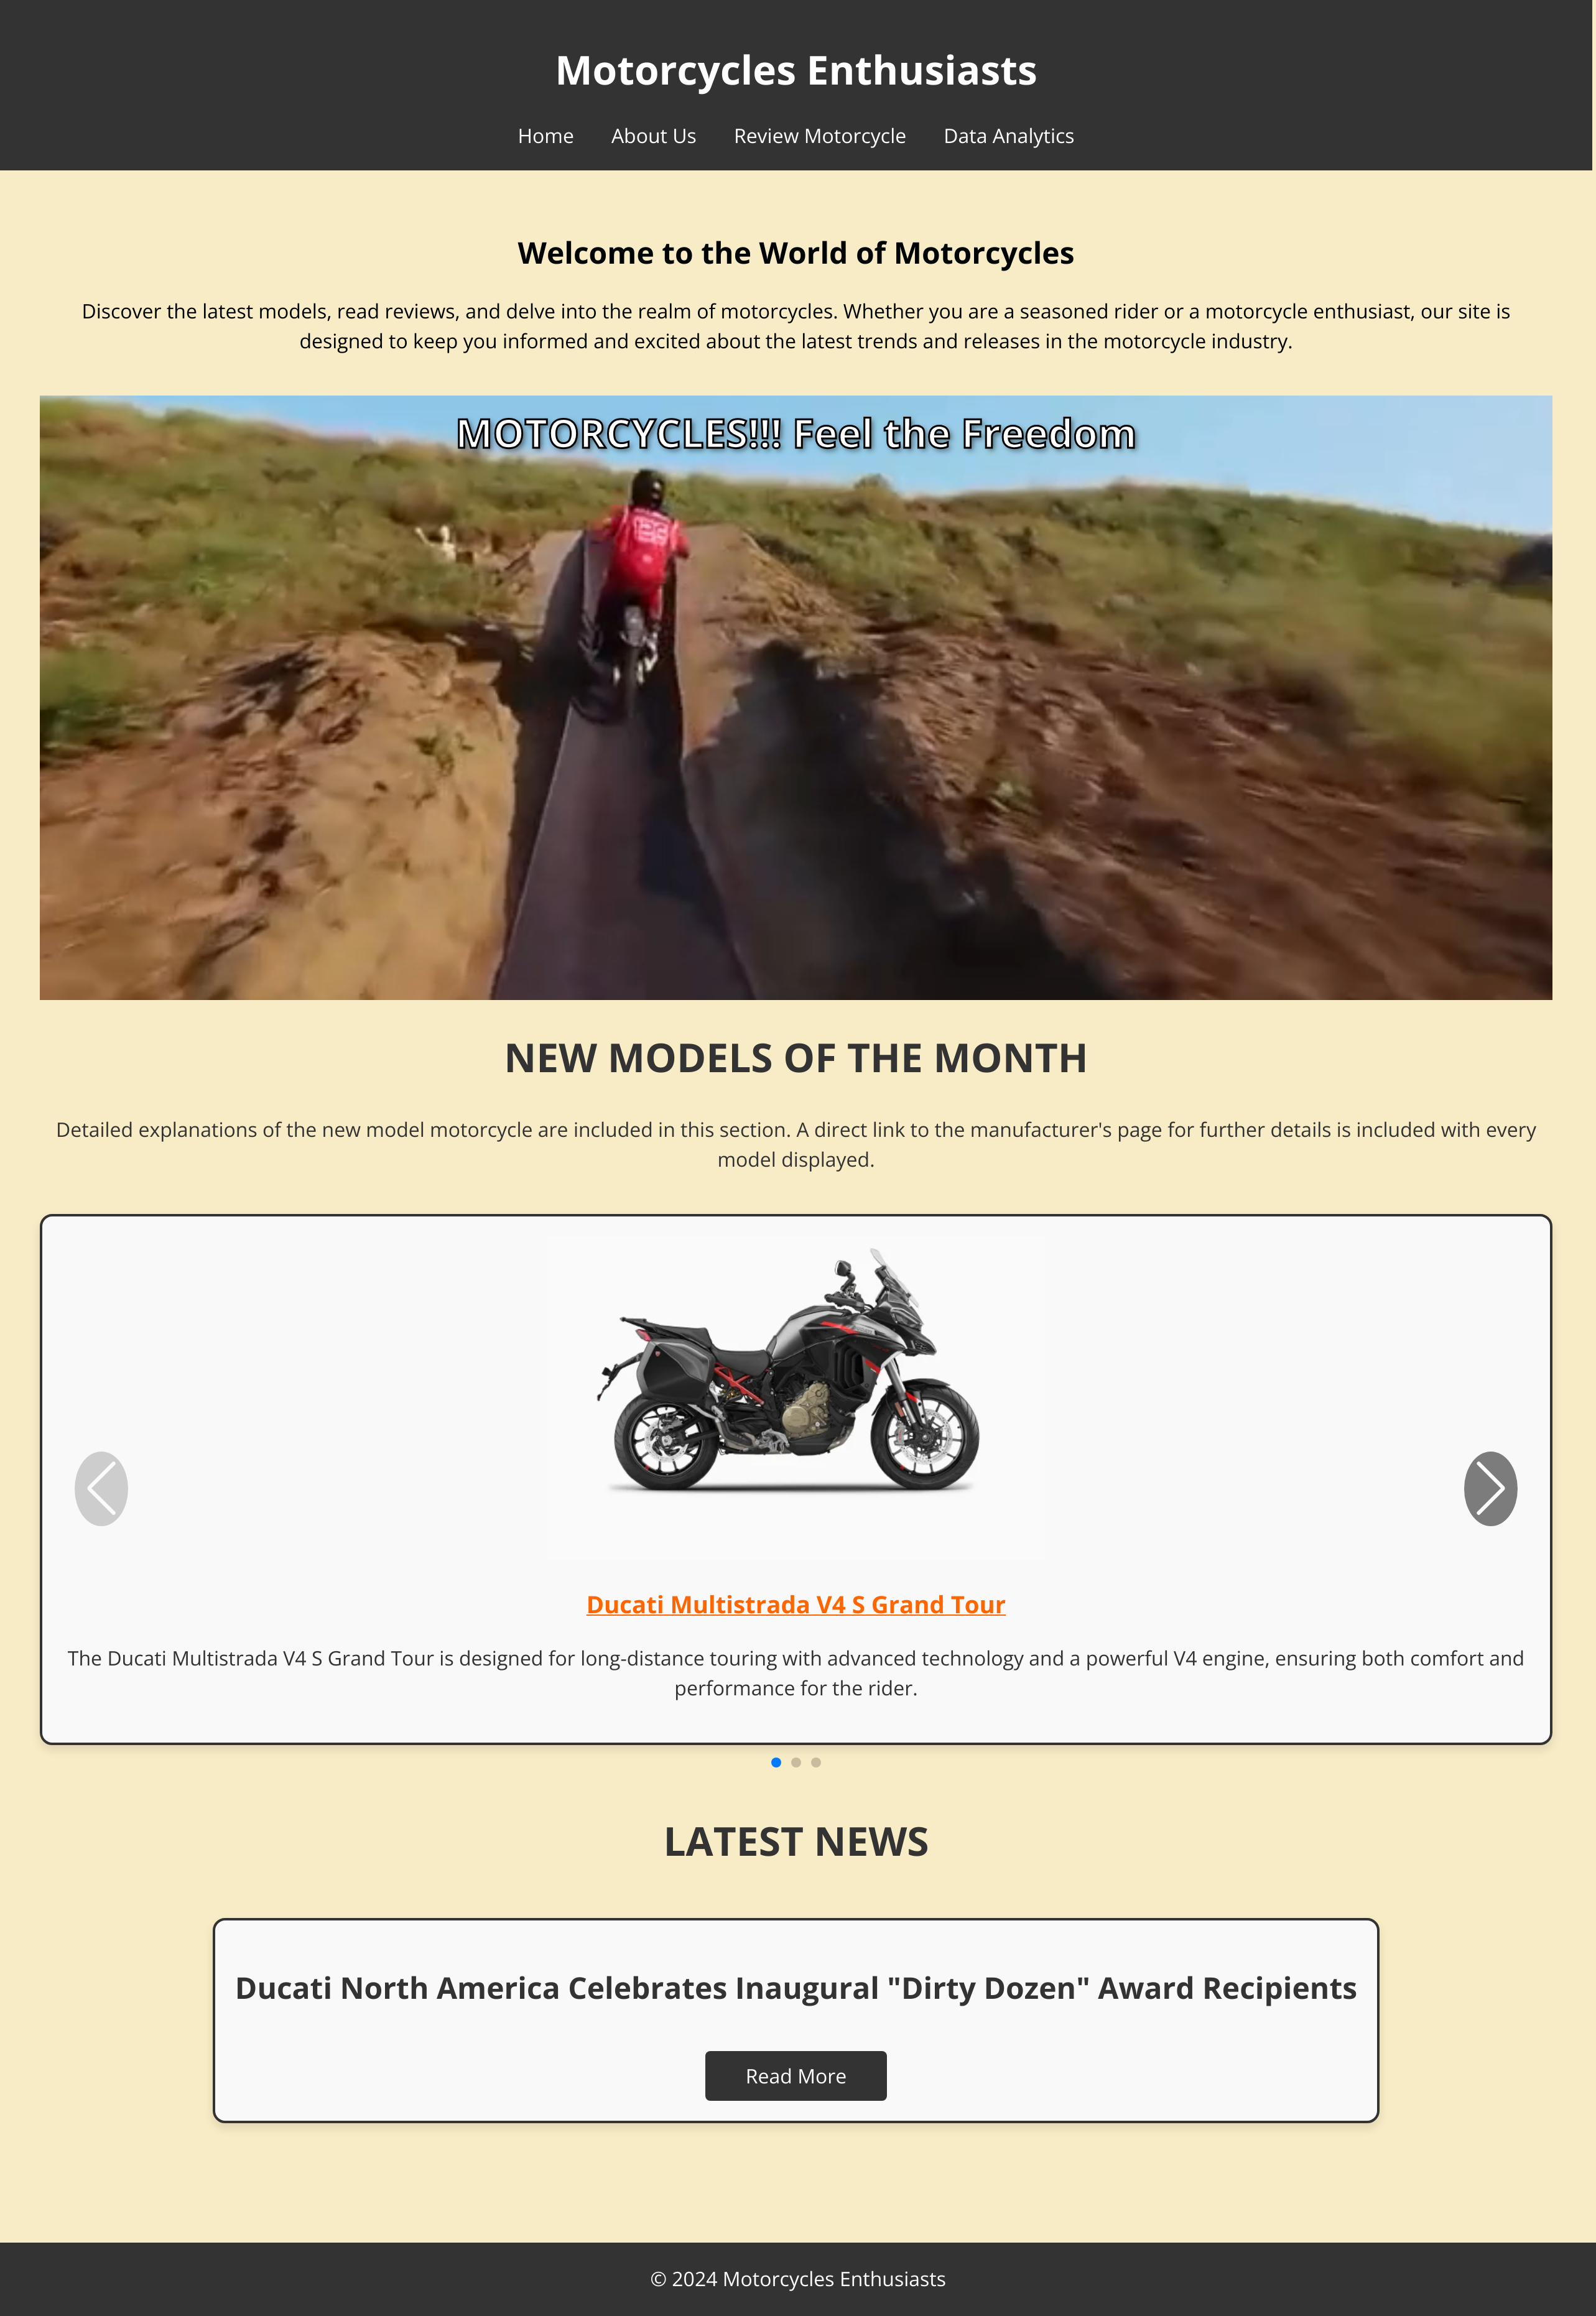 Motorcycles Enthusiasts
Home About Us Review Motorcycle Data Analytics
Welcome to the World of Motorcycles
Discover the latest models, read reviews, and delve into the realm of motorcycles. Whether you are a seasoned rider or a motorcycle enthusiast, our site is
designed to keep you informed and excited about the latest trends and releases in the motorcycle industry.
MOTORCYCLES!!! Feel the Freedom
NEW MODELS OF THE MONTH
Detailed explanations of the new model motorcycle are included in this section. A direct link to the manufacturer's page for further details is included with every
model displayed.
Ducati Multistrada V4 S Grand Tour
The Ducati Multistrada V4 S Grand Tour is designed for long-distance touring with advanced technology and a powerful V4 engine, ensuring both comfort and
performance for the rider.
LATEST NEWS
Ducati North America Celebrates Inaugural "Dirty Dozen" Award Recipients
Read More
© 2024 Motorcycles Enthusiasts